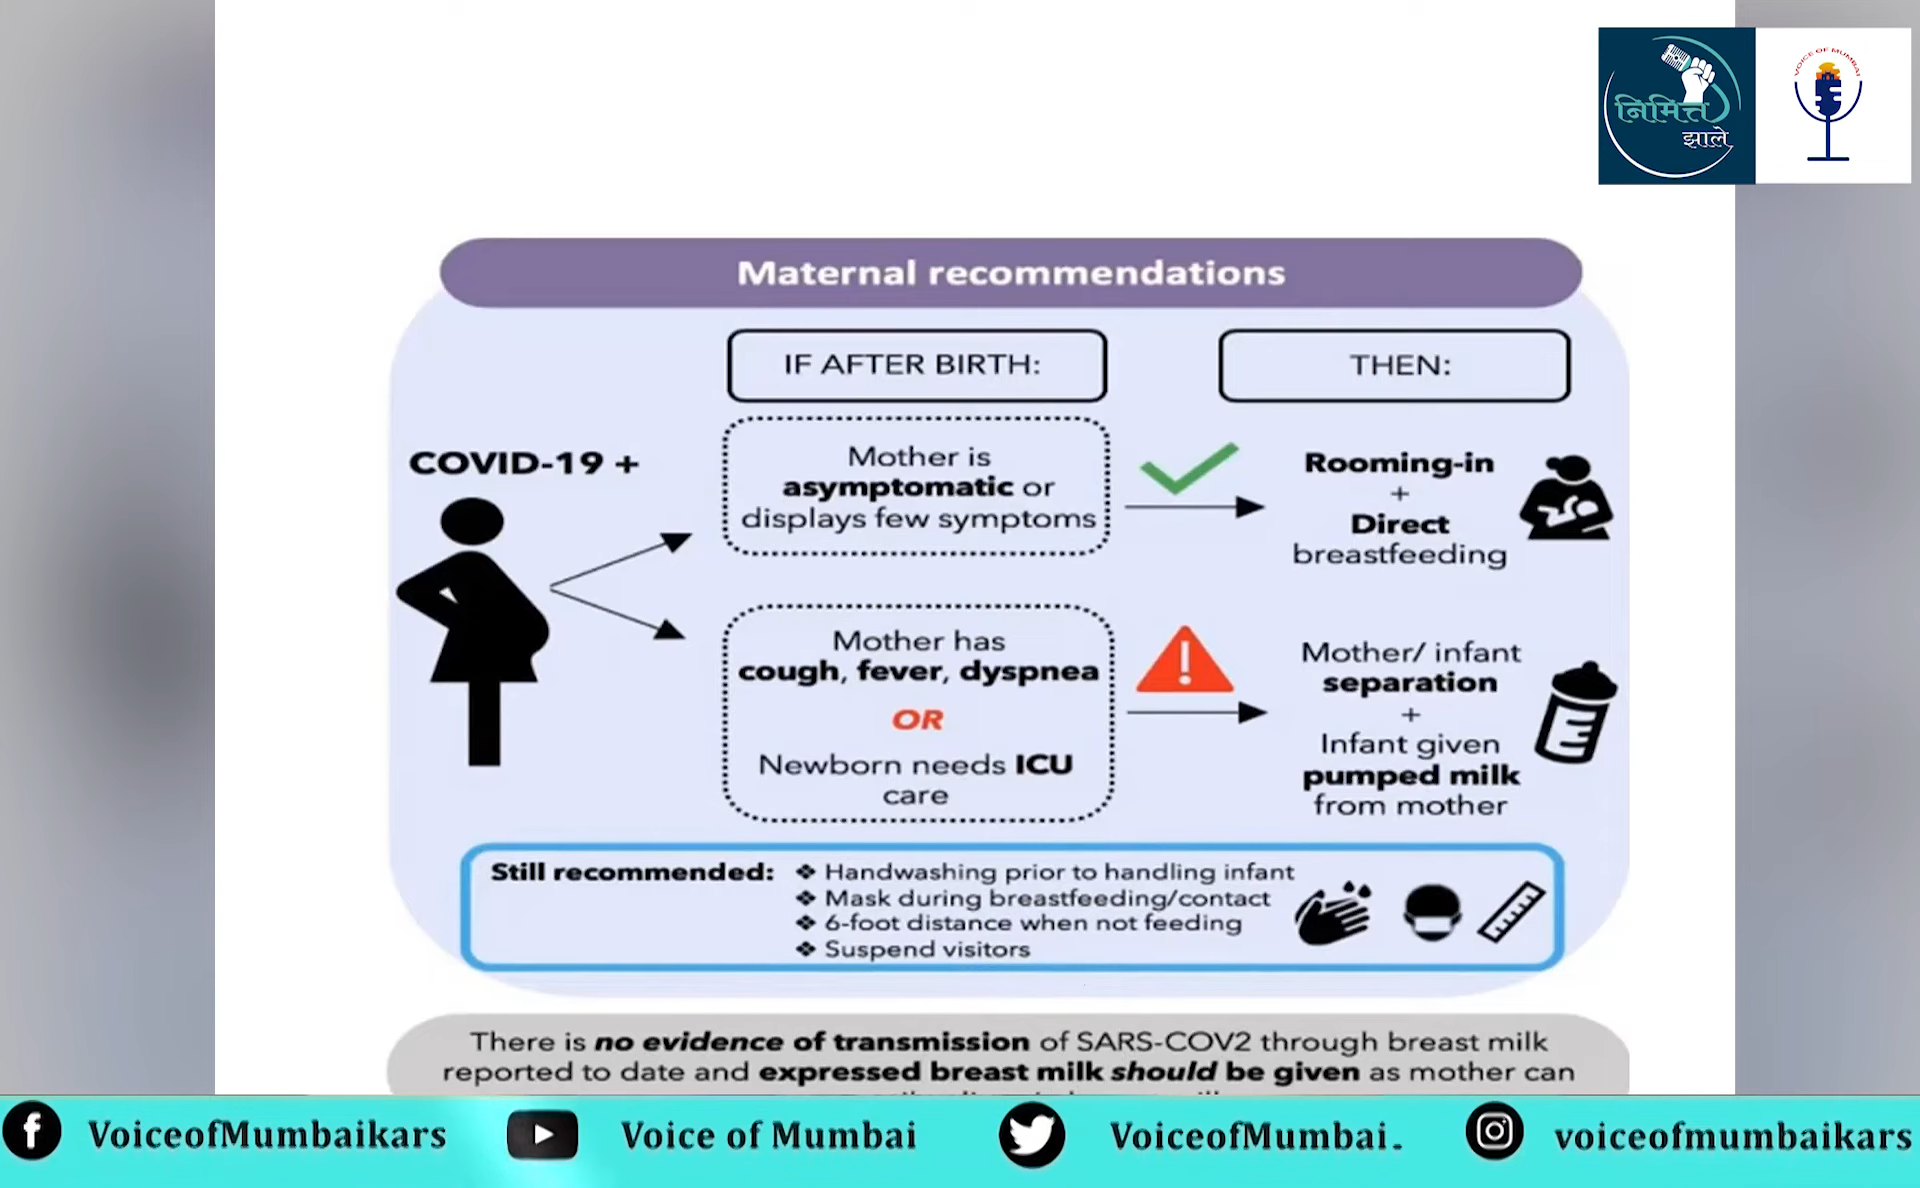 निमित्त
झाले
VOICE OF MUMBAI
Maternal recommendations
IF AFTER BIRTH:
THEN:
COVID-19 +
Mother is
asymptomatic or
displays few symptoms
Rooming-in
+
Direct
breastfeeding
Mother has
cough, fever, dyspnea
OR
Newborn needs ICU
care
Mother/ infant
separation
+
Infant given
pumped milk
from mother
Still recommended:
❖ Handwashing prior to handling infant
❖ Mask during breastfeeding/contact
❖ 6-foot distance when not feeding
❖ Suspend visitors
There is no evidence of transmission of SARS-COV2 through breast milk
reported to date and expressed breast milk should be given as mother can
VoiceofMumbaikars
Voice of Mumbai
VoiceofMumbai_
voiceofmumbaikars